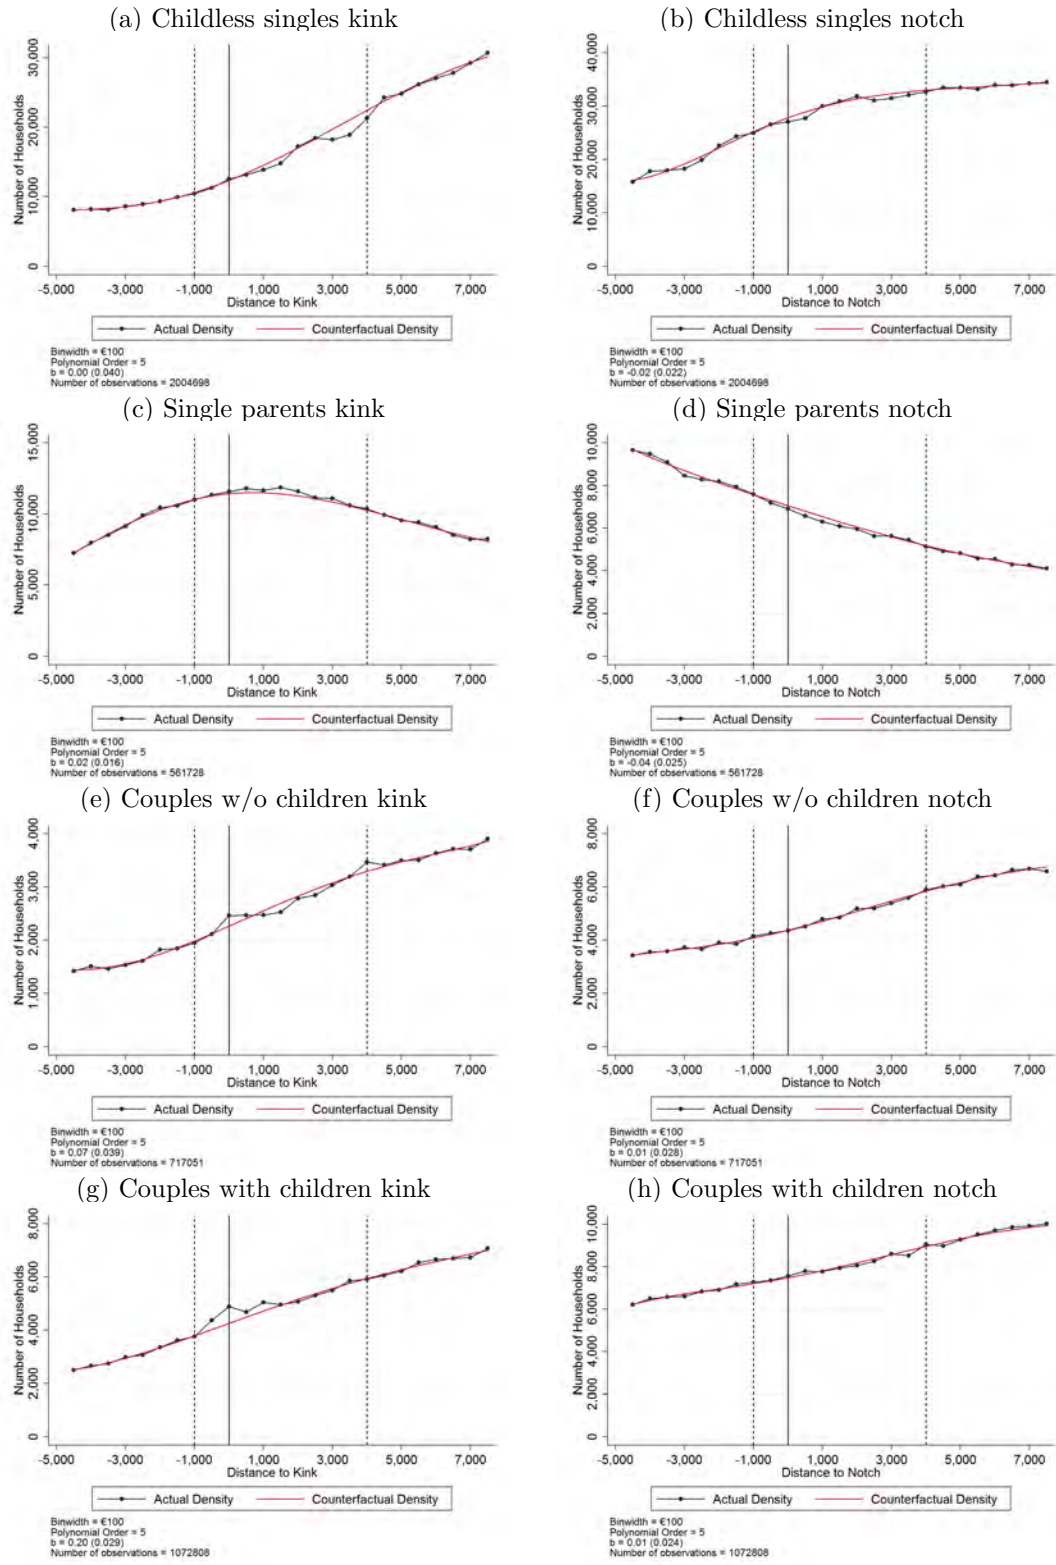 (a) Childless singles kink
Number of Households
30,000
20,000
10,000
0
-5,000 -3,000 -1,000 1,000 3,000 5,000 7,000
Distance to Kink
Actual Density Counterfactual Density
Binwidth = €100
Polynomial Order = 5
b = 0.00 (0.040)
Number of observations = 2004698
(b) Childless singles notch
Number of Households
40,000
30,000
20,000
10,000
0
-5,000 -3,000 -1,000 1,000 3,000 5,000 7,000
Distance to Notch
Actual Density Counterfactual Density
Binwidth = €100
Polynomial Order = 5
b = -0.02 (0.022)
Number of observations = 2004698
(c) Single parents kink
Number of Households
15,000
10,000
5,000
0
-5,000 -3,000 -1,000 1,000 3,000 5,000 7,000
Distance to Kink
Actual Density Counterfactual Density
Binwidth = €100
Polynomial Order = 5
b = 0.02 (0.016)
Number of observations = 561728
(d) Single parents notch
Number of Households
10,000
8,000
6,000
4,000
2,000
0
-5,000 -3,000 -1,000 1,000 3,000 5,000 7,000
Distance to Notch
Actual Density Counterfactual Density
Binwidth = €100
Polynomial Order = 5
b = -0.04 (0.025)
Number of observations = 561728
(e) Couples w/o children kink
Number of Households
4,000
3,000
2,000
1,000
0
-5,000 -3,000 -1,000 1,000 3,000 5,000 7,000
Distance to Kink
Actual Density Counterfactual Density
Binwidth = €100
Polynomial Order = 5
b = 0.07 (0.039)
Number of observations = 717051
(f) Couples w/o children notch
Number of Households
8,000
6,000
4,000
2,000
0
-5,000 -3,000 -1,000 1,000 3,000 5,000 7,000
Distance to Notch
Actual Density Counterfactual Density
Binwidth = €100
Polynomial Order = 5
b = 0.01 (0.028)
Number of observations = 717051
(g) Couples with children kink
Number of Households
8,000
6,000
4,000
2,000
0
-5,000 -3,000 -1,000 1,000 3,000 5,000 7,000
Distance to Kink
Actual Density Counterfactual Density
Binwidth = €100
Polynomial Order = 5
b = 0.20 (0.029)
Number of observations = 1072808
(h) Couples with children notch
Number of Households
10,000
8,000
6,000
4,000
2,000
0
-5,000 -3,000 -1,000 1,000 3,000 5,000 7,000
Distance to Notch
Actual Density Counterfactual Density
Binwidth = €100
Polynomial Order = 5
b = 0.01 (0.024)
Number of observations = 1072808